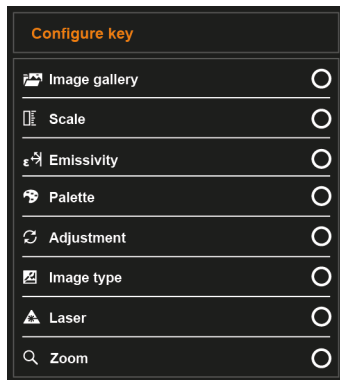 Configure key
Image gallery
Scale
ε Emissivity
Palette
Adjustment
Image type
Laser
Zoom